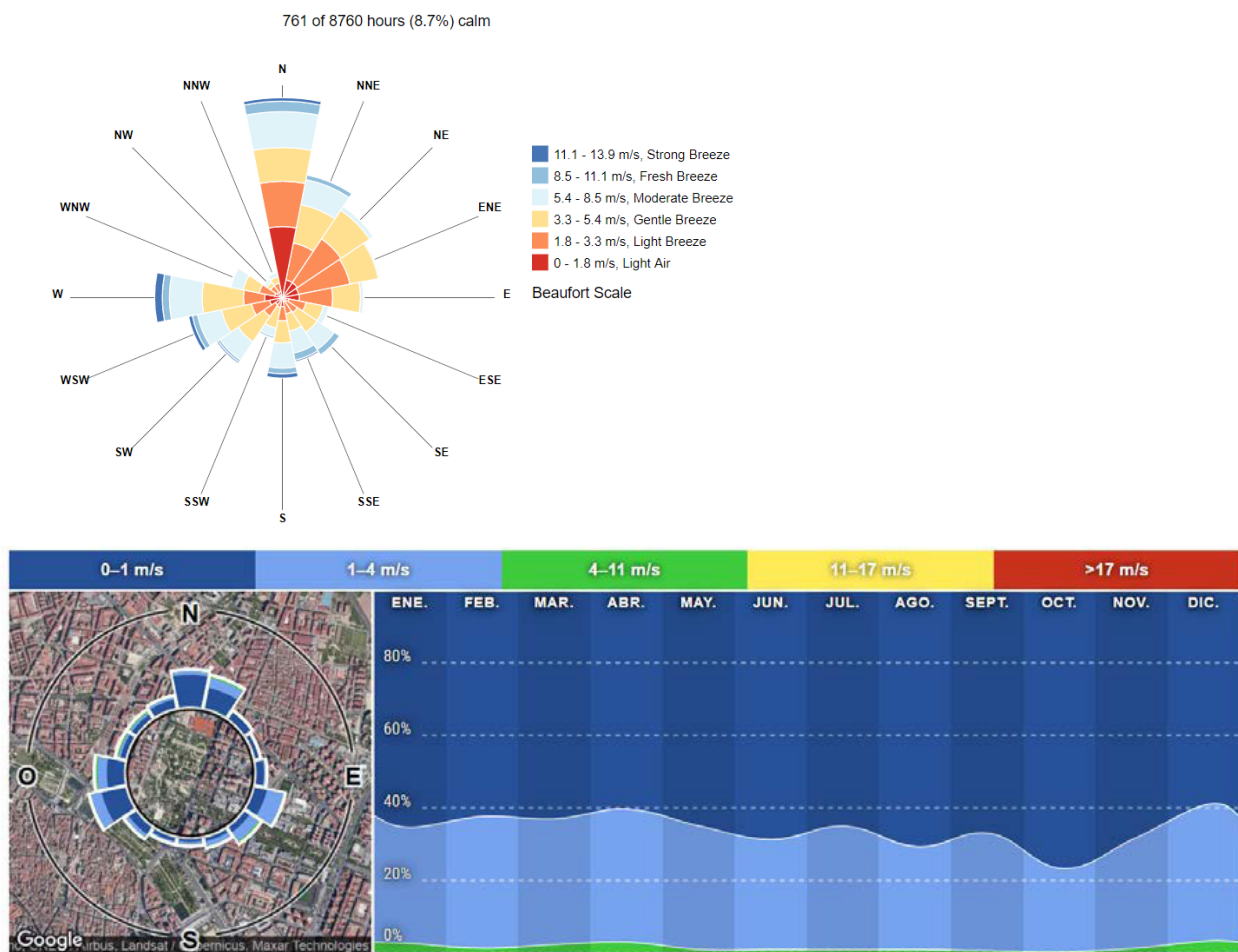 761 of 8760 hours (8.7%) calm
N
NNW
NNE
NW
NE
WNW
ENE
W
E
WSW
ESE
SW
SE
SSW
SSE
S
11.1 - 13.9 m/s, Strong Breeze
8.5 - 11.1 m/s, Fresh Breeze
5.4 - 8.5 m/s, Moderate Breeze
3.3 - 5.4 m/s, Gentle Breeze
1.8 - 3.3 m/s, Light Breeze
0 - 1.8 m/s, Light Air
Beaufort Scale
0–1 m/s 1–4 m/s 4–11 m/s 11–17 m/s >17 m/s
N
O
E
S
Google
Airbus, Landsat / Maxar Technologies
ENE. FEB. MAR. ABR. MAY. JUN. JUL. AGO. SEPT. OCT. NOV. DIC.
80%
60%
40%
20%
0%